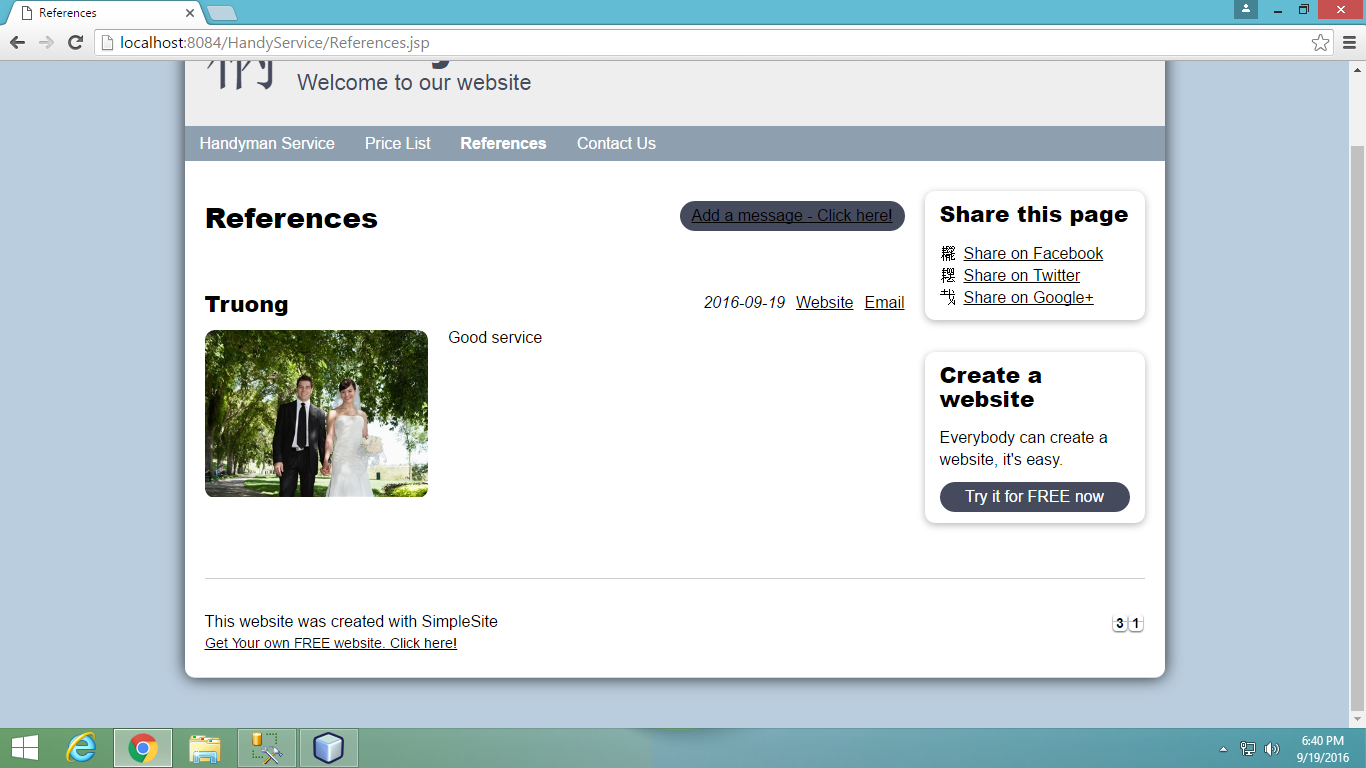 References
localhost:8084/HandyService/References.jsp
Welcome to our website
Handyman Service
Price List
References
Contact Us
References
Add a message - Click here!
Truong
2016-09-19 Website Email
Good service
Share this page
Share on Facebook
Share on Twitter
Share on Google+
Create a
website
Everybody can create a
website, it's easy.
Try it for FREE now
This website was created with SimpleSite
Get Your own FREE website. Click here!
31
6:40 PM
9/19/2016